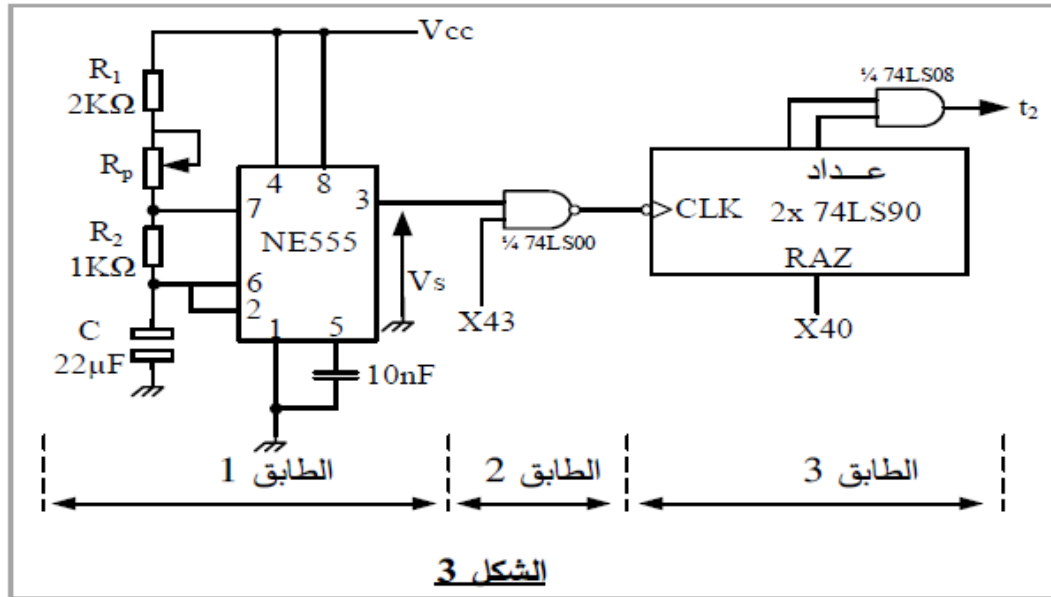 Vcc
R1
2KΩ
Rp
R2
1KΩ
C
22µF
4
8
7
3
NE555
6
2
1
5
10nF
Vs
¼ 74LS00
X43
¼ 74LS08
t2
عـــداد
CLK
2x 74LS90
RAZ
X40
الطابق 1
الطابق 2
الطابق 3
الشكل 3